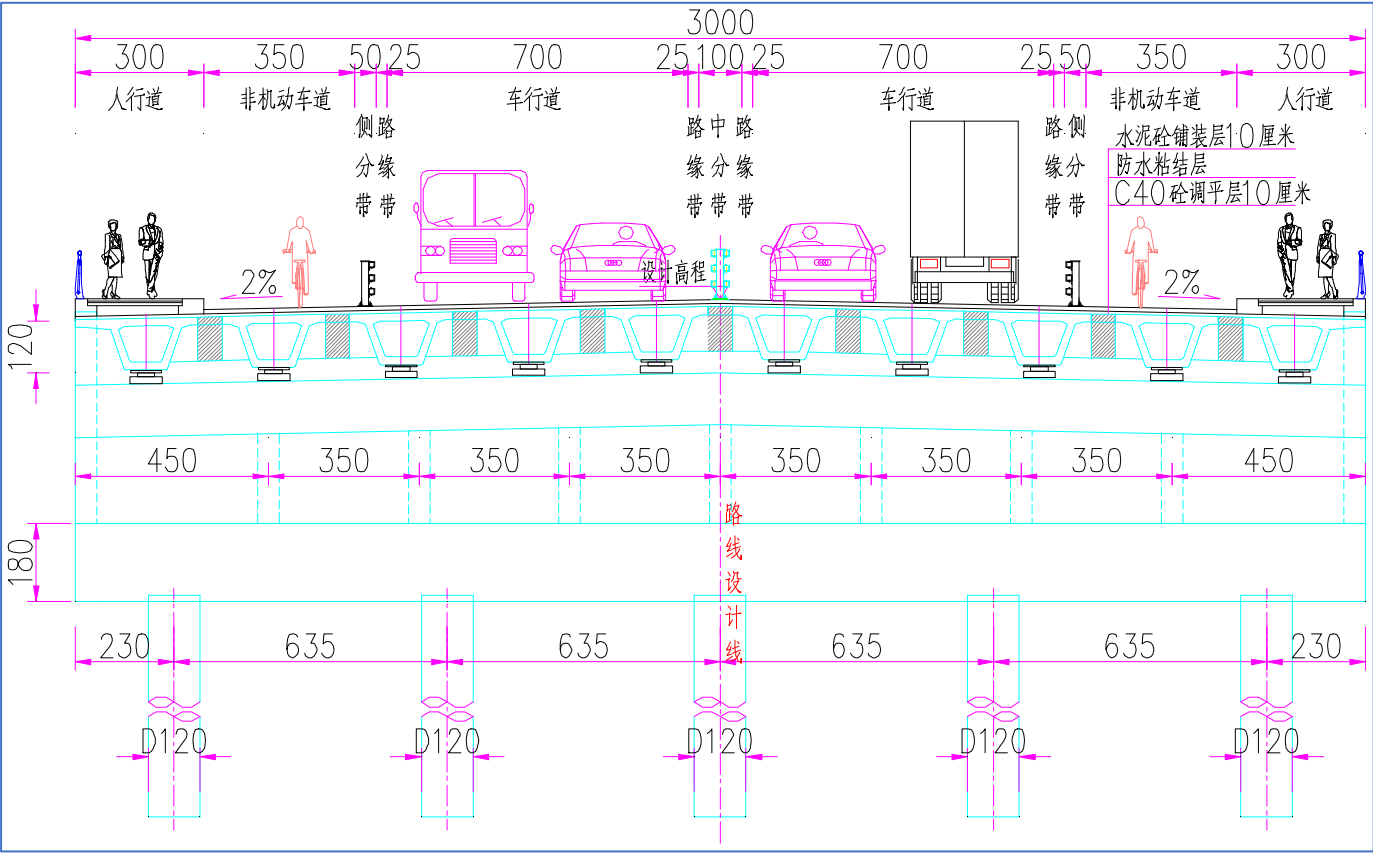 3000
300 350 50 25 700 25 100 25 700 25 50 350 300
人行道 非机动车道 车行道 车行道 非机动车道 人行道
侧分带
路缘带
路缘带
中分带
路缘带
路缘带
侧分带
水泥砼铺装层10厘米
防水粘结层
C40砼调平层10厘米
设计高程
2% 2%
120
450 350 350 350 350 350 350 450
路线设计线
180
230 635 635 635 635 230
D120 D120 D120 D120 D120